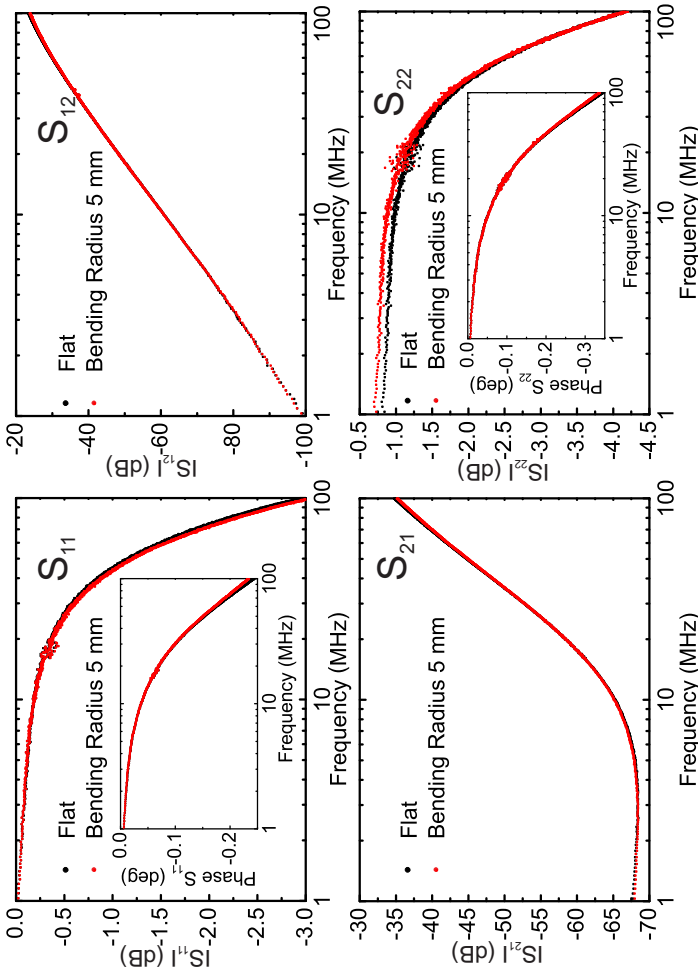 S11
Flat
Bending Radius 5 mm
|S11| (dB)
0.0
-0.5
-1.0
-1.5
-2.0
-2.5
-3.0
1
10
100
Frequency (MHz)
Phase S11 (deg)
0.0
-0.1
-0.2
1
10
100
Frequency (MHz)
S12
Flat
Bending Radius 5 mm
|S12| (dB)
-20
-40
-60
-80
-100
1
10
100
Frequency (MHz)
S21
Flat
Bending Radius 5 mm
|S21| (dB)
-30
-35
-40
-45
-50
-55
-60
-65
-70
1
10
100
Frequency (MHz)
S22
Flat
Bending Radius 5 mm
|S22| (dB)
-0.5
-1.0
-1.5
-2.0
-2.5
-3.0
-3.5
-4.0
-4.5
1
10
100
Frequency (MHz)
Phase S22 (deg)
0.0
-0.1
-0.2
-0.3
1
10
100
Frequency (MHz)